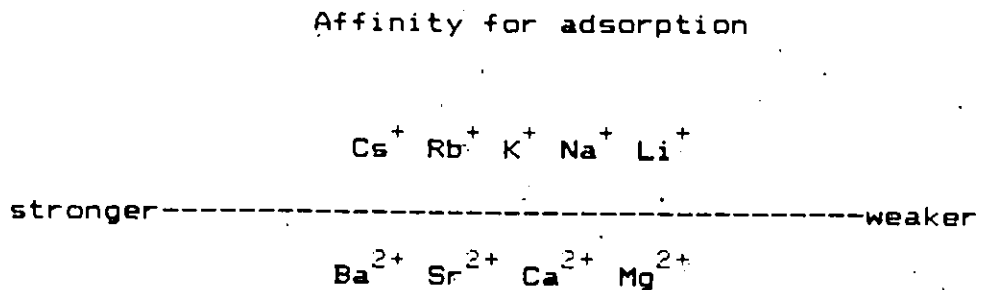 Affinity for adsorption
Cs⁺ Rb⁺ K⁺ Na⁺ Li⁺
stronger-------------------------------------weaker
Ba²⁺ Sr²⁺ Ca²⁺ Mg²⁺